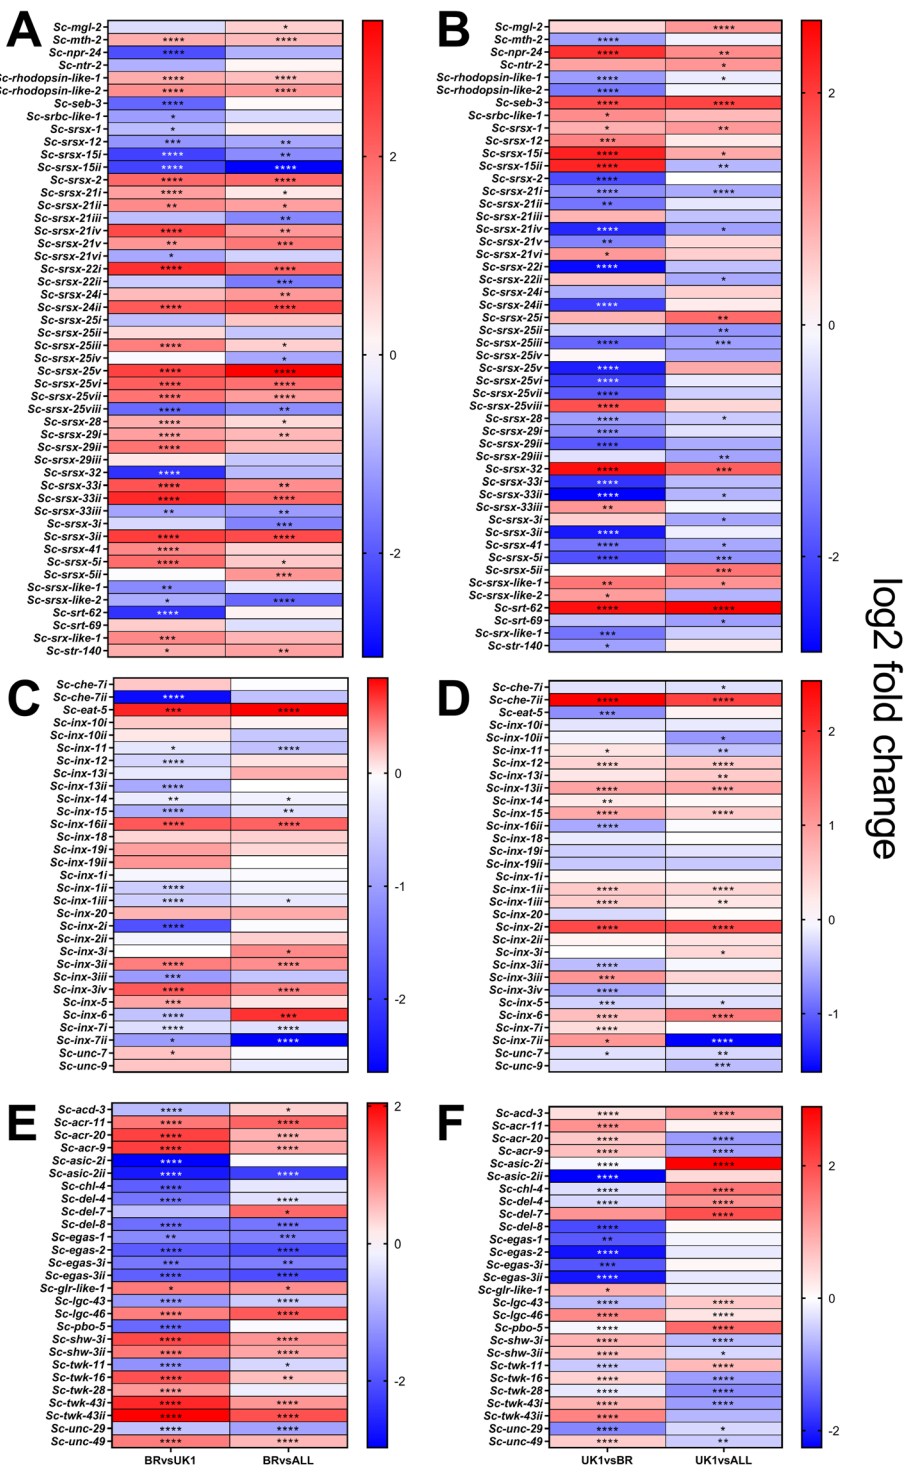 A
Sc-mgl-2 *
Sc-mth-2 **** ****
Sc-npr-24 ****
Sc-ntr-2
Sc-rhodopsin-like-1 **** ****
Sc-rhodopsin-like-2 **** ****
Sc-seb-3 ****
Sc-srbc-like-1 *
Sc-srsx-1 *
Sc-srsx-12 *** **
Sc-srsx-15i **** **
Sc-srsx-15ii **** ****
Sc-srsx-2 **** ****
Sc-srsx-21i **** *
Sc-srsx-21ii ** *
Sc-srsx-21iii **
Sc-srsx-21iv **** **
Sc-srsx-21v ** ***
Sc-srsx-21vi *
Sc-srsx-22i **** ****
Sc-srsx-22ii ***
Sc-srsx-24i **
Sc-srsx-24ii **** ****
Sc-srsx-25i
Sc-srsx-25ii
Sc-srsx-25iii **** *
Sc-srsx-25iv *
Sc-srsx-25v **** ****
Sc-srsx-25vi **** ****
Sc-srsx-25vii **** ****
Sc-srsx-25viii **** **
Sc-srsx-28 **** *
Sc-srsx-29i **** **
Sc-srsx-29ii ****
Sc-srsx-29iii
Sc-srsx-32 ****
Sc-srsx-33i **** **
Sc-srsx-33ii **** ****
Sc-srsx-33iii ** **
Sc-srsx-3i ***
Sc-srsx-3ii **** ****
Sc-srsx-41 ****
Sc-srsx-5i **** *
Sc-srsx-5ii ***
Sc-srsx-like-1 **
Sc-srsx-like-2 * ****
Sc-srt-62 ****
Sc-srt-69
Sc-srx-like-1 ***
Sc-str-140 * **
2
0
-2
B
Sc-mgl-2 ****
Sc-mth-2 ****
Sc-npr-24 **** **
Sc-ntr-2 *
Sc-rhodopsin-like-1 **** *
Sc-rhodopsin-like-2 ****
Sc-seb-3 **** ****
Sc-srbc-like-1 *
Sc-srsx-1 * **
Sc-srsx-12 ***
Sc-srsx-15i **** *
Sc-srsx-15ii **** **
Sc-srsx-2 ****
Sc-srsx-21i **** ****
Sc-srsx-21ii **
Sc-srsx-21iii
Sc-srsx-21iv **** *
Sc-srsx-21v **
Sc-srsx-21vi *
Sc-srsx-22i ****
Sc-srsx-22ii *
Sc-srsx-24i
Sc-srsx-24ii ****
Sc-srsx-25i **
Sc-srsx-25ii **
Sc-srsx-25iii **** ***
Sc-srsx-25iv
Sc-srsx-25v ****
Sc-srsx-25vi ****
Sc-srsx-25vii ****
Sc-srsx-25viii ****
Sc-srsx-28 **** *
Sc-srsx-29i ****
Sc-srsx-29ii ****
Sc-srsx-29iii **
Sc-srsx-32 **** ***
Sc-srsx-33i ****
Sc-srsx-33ii **** *
Sc-srsx-33iii **
Sc-srsx-3i *
Sc-srsx-3ii ****
Sc-srsx-41 **** *
Sc-srsx-5i **** ***
Sc-srsx-5ii ***
Sc-srsx-like-1 ** *
Sc-srsx-like-2 *
Sc-srt-62 **** ****
Sc-srt-69 *
Sc-srx-like-1 ***
Sc-str-140 *
2
0
-2
C
Sc-che-7i
Sc-che-7ii ****
Sc-eat-5 *** ****
Sc-inx-10i
Sc-inx-10ii
Sc-inx-11 * ****
Sc-inx-12 ****
Sc-inx-13i
Sc-inx-13ii ****
Sc-inx-14 ** *
Sc-inx-15 **** **
Sc-inx-16ii **** ****
Sc-inx-18
Sc-inx-19i
Sc-inx-19ii
Sc-inx-1i
Sc-inx-1ii ****
Sc-inx-1iii **** *
Sc-inx-20
Sc-inx-2i ****
Sc-inx-2ii
Sc-inx-3i *
Sc-inx-3ii **** ****
Sc-inx-3iii ***
Sc-inx-3iv **** ****
Sc-inx-5 ***
Sc-inx-6 **** ***
Sc-inx-7i **** ****
Sc-inx-7ii * ****
Sc-unc-7 *
Sc-unc-9
0
-1
-2
D
Sc-che-7i *
Sc-che-7ii **** ****
Sc-eat-5 ***
Sc-inx-10i
Sc-inx-10ii *
Sc-inx-11 * **
Sc-inx-12 **** ****
Sc-inx-13i **
Sc-inx-13ii **** ****
Sc-inx-14 **
Sc-inx-15 **** ****
Sc-inx-16ii ****
Sc-inx-18
Sc-inx-19i
Sc-inx-19ii
Sc-inx-1i
Sc-inx-1ii **** ****
Sc-inx-1iii **** **
Sc-inx-20
Sc-inx-2i **** ****
Sc-inx-2ii
Sc-inx-3i *
Sc-inx-3ii ****
Sc-inx-3iii ***
Sc-inx-3iv ****
Sc-inx-5 *** *
Sc-inx-6 **** ****
Sc-inx-7i ****
Sc-inx-7ii * ****
Sc-unc-7 * **
Sc-unc-9 ***
2
1
0
-1
log2 fold change
E
Sc-acd-3 **** *
Sc-acr-11 **** ****
Sc-acr-20 **** ****
Sc-acr-9 **** ****
Sc-asic-2i ****
Sc-asic-2ii **** ****
Sc-chl-4 ****
Sc-del-4 **** ****
Sc-del-7 *
Sc-del-8 **** ****
Sc-egas-1 ** ***
Sc-egas-2 **** ****
Sc-egas-3i *** **
Sc-egas-3ii **** ****
Sc-glr-like-1 * *
Sc-lgc-43 **** ****
Sc-lgc-46 **** ****
Sc-pbo-5 ****
Sc-shw-3i **** ****
Sc-shw-3ii **** ****
Sc-twk-11 **** *
Sc-twk-16 **** **
Sc-twk-28 ****
Sc-twk-43i **** ****
Sc-twk-43ii **** ****
Sc-unc-29 **** ****
Sc-unc-49 **** ****
BRvsUK1 BRvsALL
2
0
-2
F
Sc-acd-3 **** ****
Sc-acr-11 ****
Sc-acr-20 **** ****
Sc-acr-9 **** ****
Sc-asic-2i **** ****
Sc-asic-2ii ****
Sc-chl-4 **** ****
Sc-del-4 **** ****
Sc-del-7 ****
Sc-del-8 ****
Sc-egas-1 **
Sc-egas-2 ****
Sc-egas-3i ***
Sc-egas-3ii ****
Sc-glr-like-1 *
Sc-lgc-43 **** ****
Sc-lgc-46 **** ****
Sc-pbo-5 **** ****
Sc-shw-3i **** ****
Sc-shw-3ii **** *
Sc-twk-11 **** ****
Sc-twk-16 **** ****
Sc-twk-28 **** ****
Sc-twk-43i **** ****
Sc-twk-43ii ****
Sc-unc-29 **** *
Sc-unc-49 **** **
UK1vsBR UK1vsALL
2
0
-2